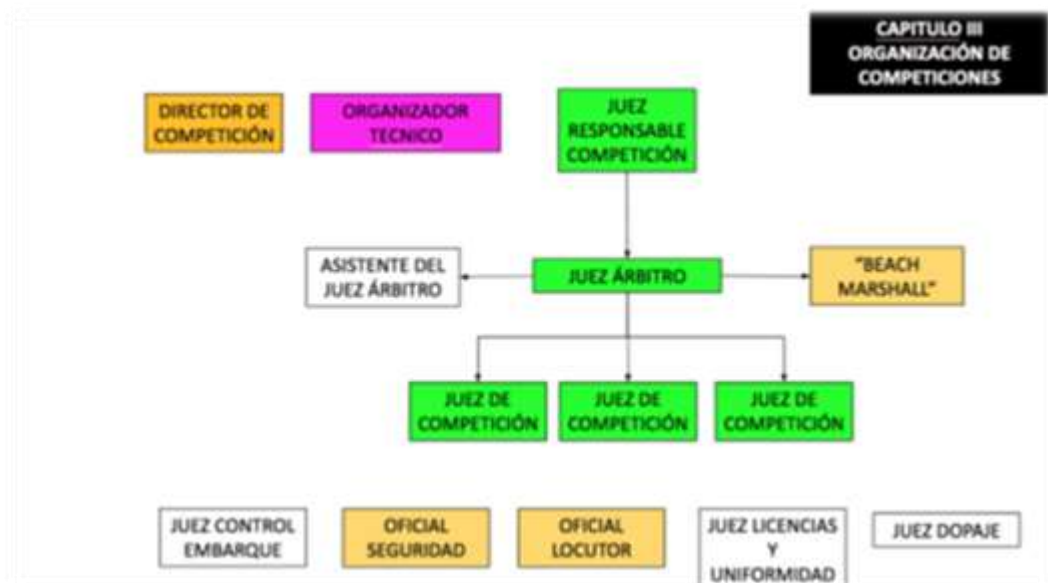 CAPITULO III
ORGANIZACIÓN DE
COMPETICIONES
DIRECTOR DE
COMPETICIÓN
ORGANIZADOR
TECNICO
JUEZ
RESPONSABLE
COMPETICIÓN
ASISTENTE DEL
JUEZ ÁRBITRO
JUEZ ÁRBITRO
"BEACH
MARSHALL"
JUEZ DE
COMPETICIÓN
JUEZ DE
COMPETICIÓN
JUEZ DE
COMPETICIÓN
JUEZ CONTROL
EMBARQUE
OFICIAL
SEGURIDAD
OFICIAL
LOCUTOR
JUEZ LICENCIAS
Y
UNIFORMIDAD
JUEZ DOPAJE